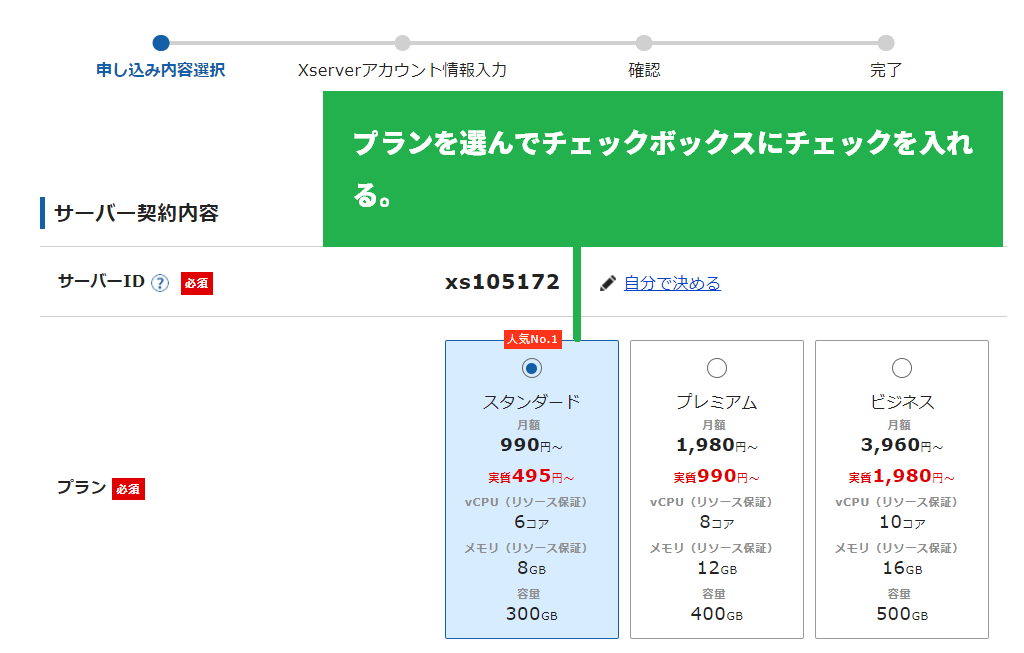 申し込み内容選択
Xserverアカウント情報入力
確認
完了
プランを選んでチェックボックスにチェックを入れ
る。
サーバー契約内容
サーバーID ? 必須
xs105172
自分で決める
人気No.1
プラン 必須
スタンダード
月額
990円～
実質495円～
vCPU（リソース保証）
6コア
メモリ（リソース保証）
8GB
容量
300GB
プレミアム
月額
1,980円～
実質990円～
vCPU（リソース保証）
8コア
メモリ（リソース保証）
12GB
容量
400GB
ビジネス
月額
3,960円～
実質1,980円～
vCPU（リソース保証）
10コア
メモリ（リソース保証）
16GB
容量
500GB